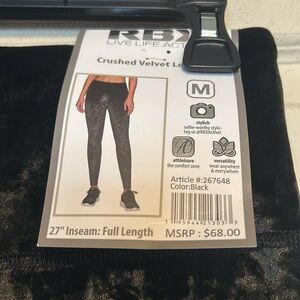 RBX
LIVE LIFE ACT
Crushed Velvet Le
M
stylish
selfie-worthy style-
tag us @RBXActive!
athleisure
the comfort zone
versatility
wear anywhere
& everywhere
Article #:267648
Color:Black
27" Inseam: Full Length
MSRP : $68.00